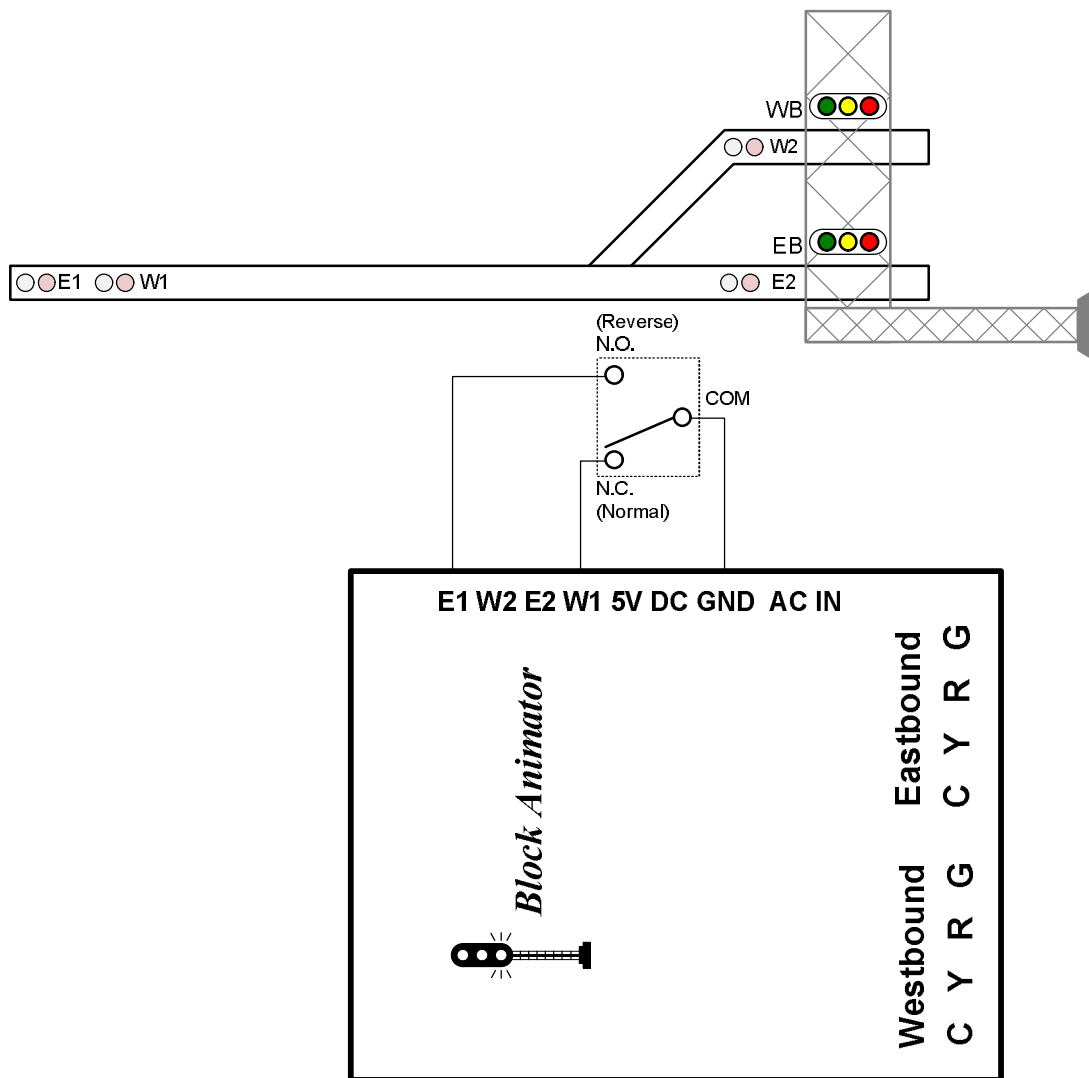 WB
W2
EB
E1 W1 E2
(Reverse)
N.O.
COM
N.C.
(Normal)
E1 W2 E2 W1 5V DC GND AC IN
Block Animator
Eastbound
C Y R G
Westbound
C Y R G